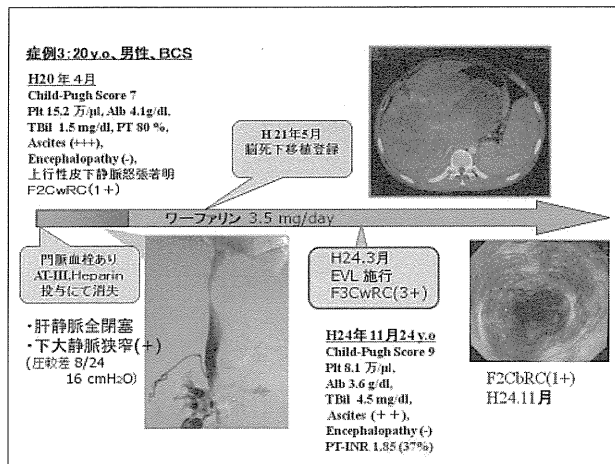 症例3:20 y.o、男性、BCS
H20 年 4月
Child-Pugh Score 7
Plt 15.2 万/μl, Alb 4.1g/dl,
TBil 1.5 mg/dl, PT 80 %,
Ascites (+++),
Encephalopathy (-),
上行性皮下静脈怒張著明
F2CwRC(1+)
H 21年5月
脳死下移植登録
ワーファリン 3.5 mg/day
門脈血栓あり
AT-III, Heparin
投与にて消失
・肝静脈全閉塞
・下大静脈狭窄(+)
(圧較差 8/24
16 cmH2O)
H24.3月
EVL 施行
F3CwRC(3+)
H24年 11月24 y.o
Child-Pugh Score 9
Plt 8.1 万/μl,
Alb 3.6 g/dl,
TBil 4.5 mg/dl,
Ascites (++),
Encephalopathy (-)
PT-INR 1.85 (37%)
F2CbRC(1+)
H24.11月